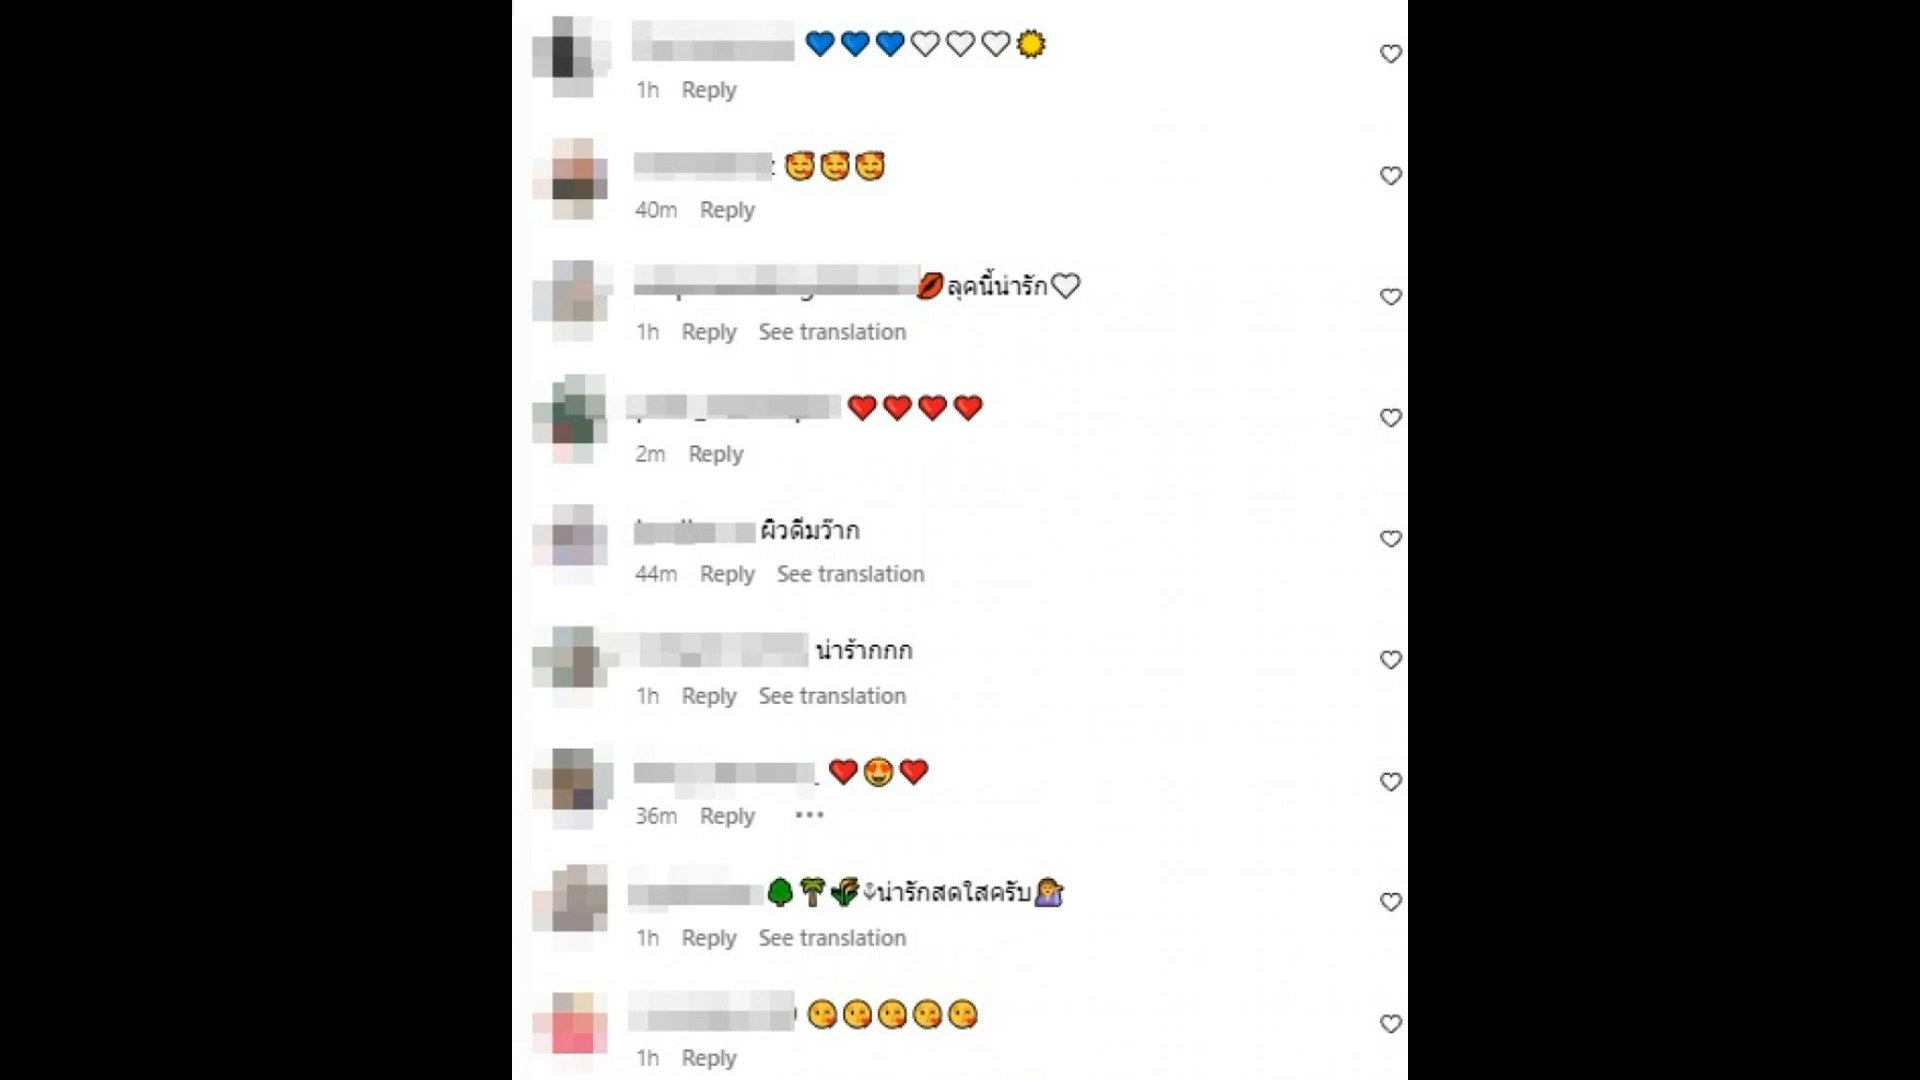 💙💙💙🤍🤍🤍🌞
1h Reply
🥰🥰🥰
40m Reply
💋ลุคนี้น่ารัก🤍
1h Reply See translation
❤️❤️❤️❤️
2m Reply
ผิวดีมว๊าก
44m Reply See translation
น่าร้ากกก
1h Reply See translation
❤️😍❤️
36m Reply •••
🌳🌴🌾⚘น่ารักสดใสครับ💁
1h Reply See translation
😘😘😘😘😘
1h Reply